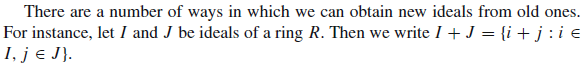 There are a number of ways in which we can obtain new ideals from old ones.
For instance, let I and J be ideals of a ring R. Then we write I + J = {i + j : i ∈
I, j ∈ J}.